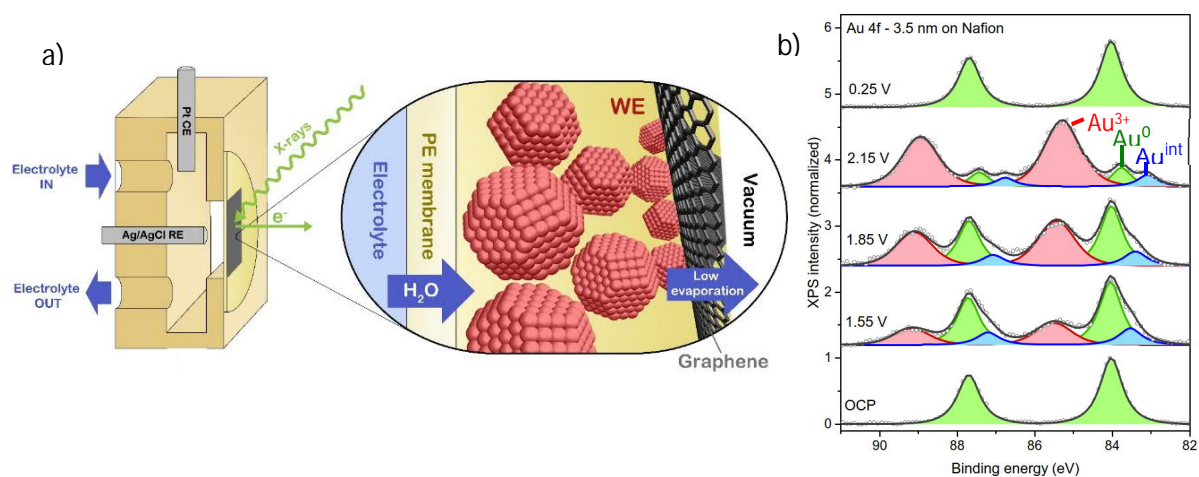 a)
Pt CE
X-rays
Electrolyte
IN
e⁻
Ag/AgCl RE
Electrolyte
OUT
Electrolyte
PE membrane
WE
Vacuum
H₂O
Low
evaporation
Graphene
b)
Au 4f - 3.5 nm on Nafion
0.25 V
Au³⁺
Au⁰
Auⁱⁿᵗ
2.15 V
1.85 V
1.55 V
OCP
XPS intensity (normalized)
6
5
4
3
2
1
0
90 88 86 84 82
Binding energy (eV)